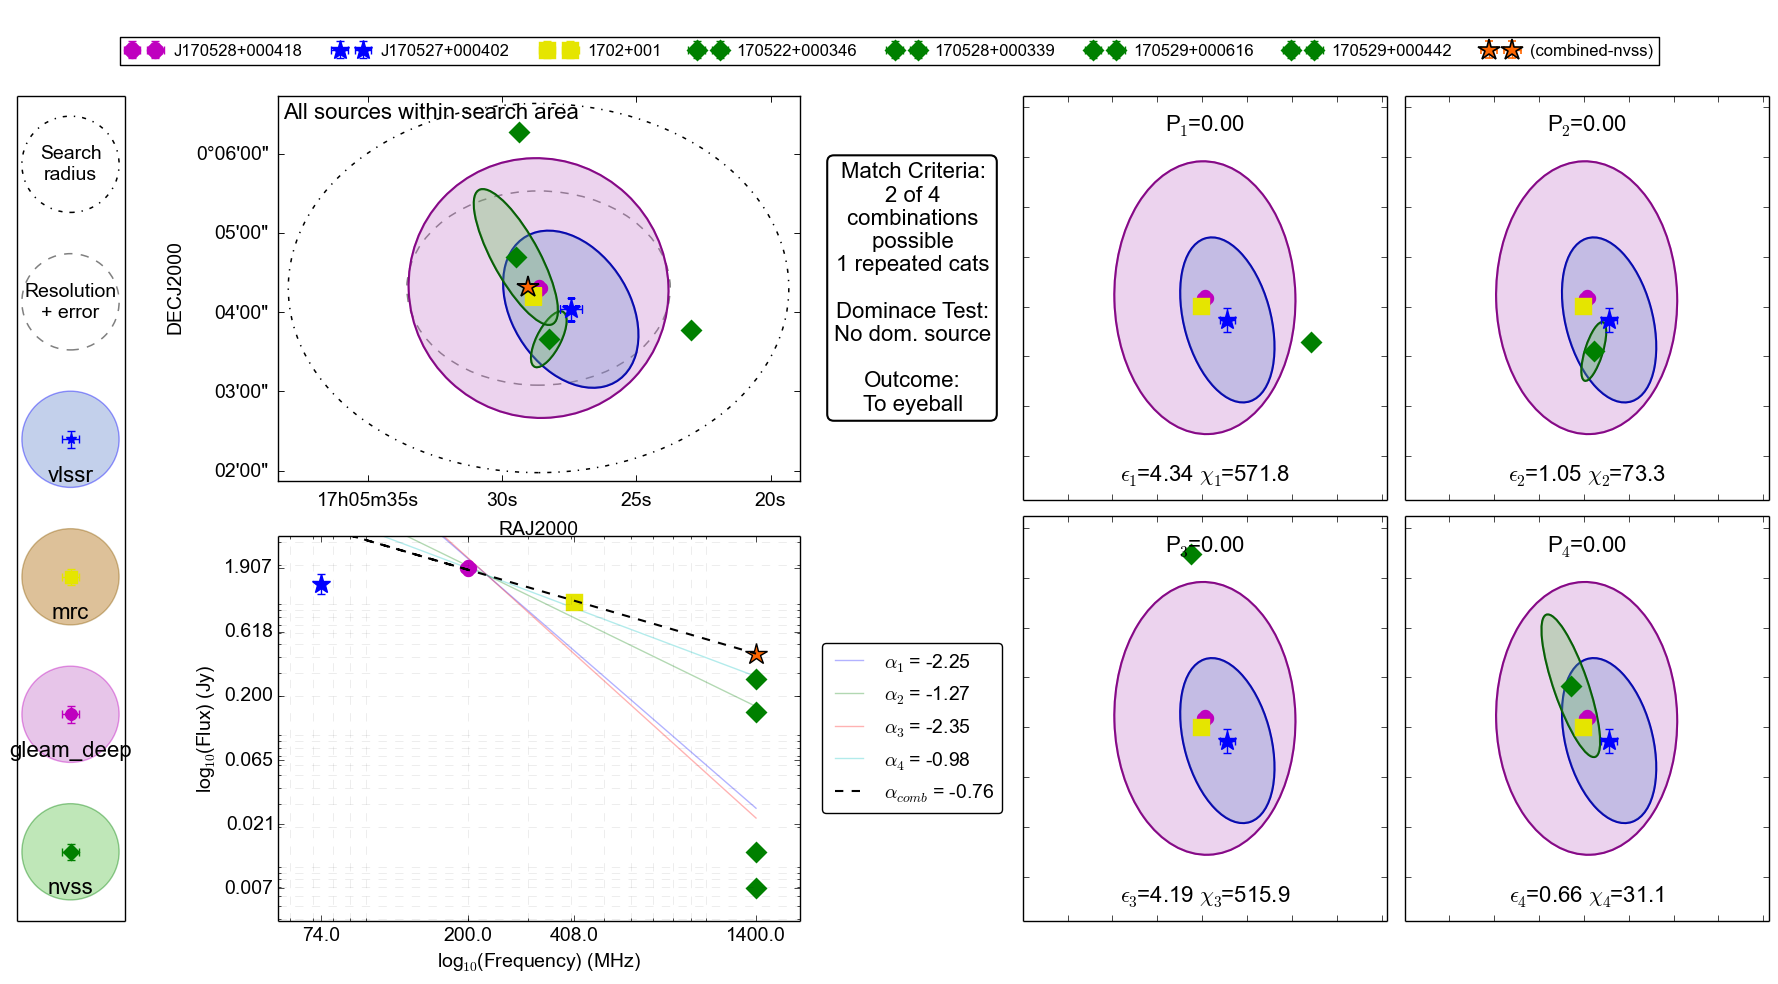 J170528+000418 J170527+000402 1702+001 170522+000346 170528+000339 170529+000616 170529+000442 (combined-nvss)
Search
radius
Resolution
+ error
vlssr
mrc
gleam_deep
nvss
All sources within search area
DECJ2000
0°06'00"
05'00"
04'00"
03'00"
02'00"
17h05m35s 30s 25s 20s
RAJ2000
Match Criteria:
2 of 4
combinations
possible
1 repeated cats
Dominace Test:
No dom. source
Outcome:
To eyeball
P1=0.00
ϵ1=4.34 χ1=571.8
P2=0.00
ϵ2=1.05 χ2=73.3
log10(Flux) (Jy)
1.907
0.618
0.200
0.065
0.021
0.007
74.0 200.0 408.0 1400.0
log10(Frequency) (MHz)
α1 = -2.25
α2 = -1.27
α3 = -2.35
α4 = -0.98
αcomb = -0.76
P3=0.00
ϵ3=4.19 χ3=515.9
P4=0.00
ϵ4=0.66 χ4=31.1